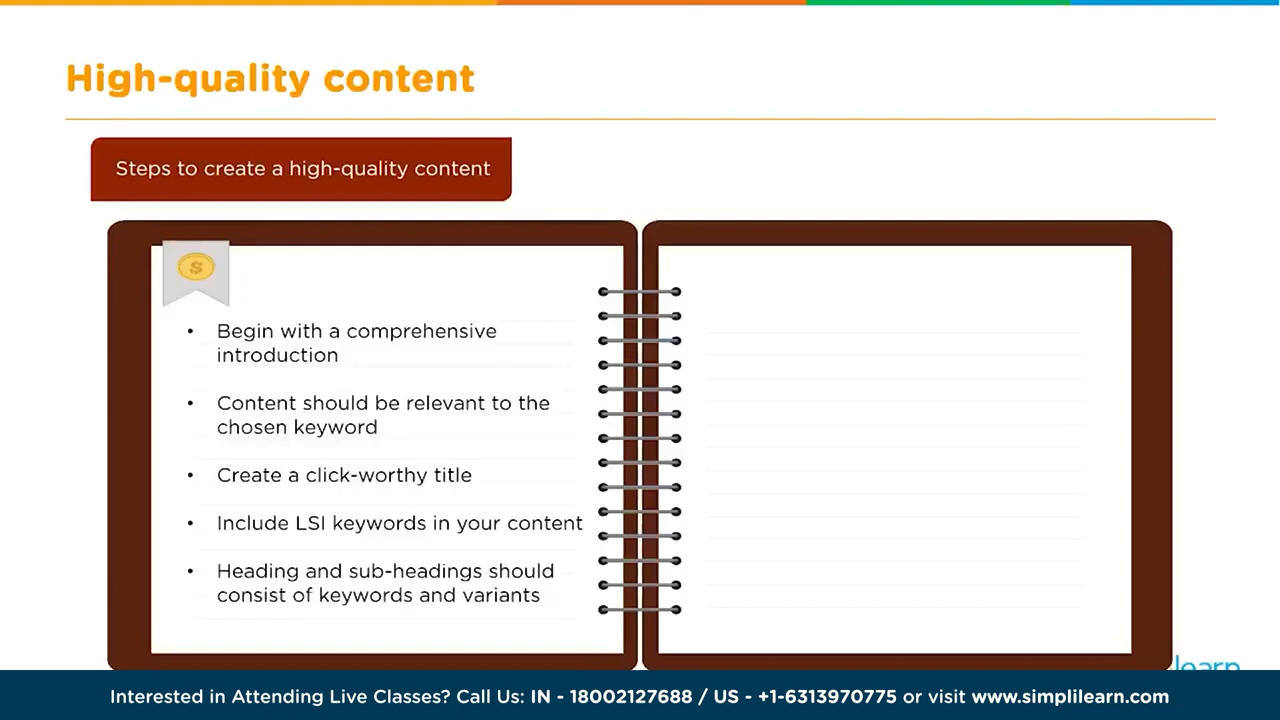 High-quality content
Steps to create a high-quality content
$
• Begin with a comprehensive
introduction
• Content should be relevant to the
chosen keyword
• Create a click-worthy title
• Include LSI keywords in your content
• Heading and sub-headings should
consist of keywords and variants
learn
Interested in Attending Live Classes? Call Us: IN - 18002127688 / US - +1-6313970775 or visit www.simplilearn.com